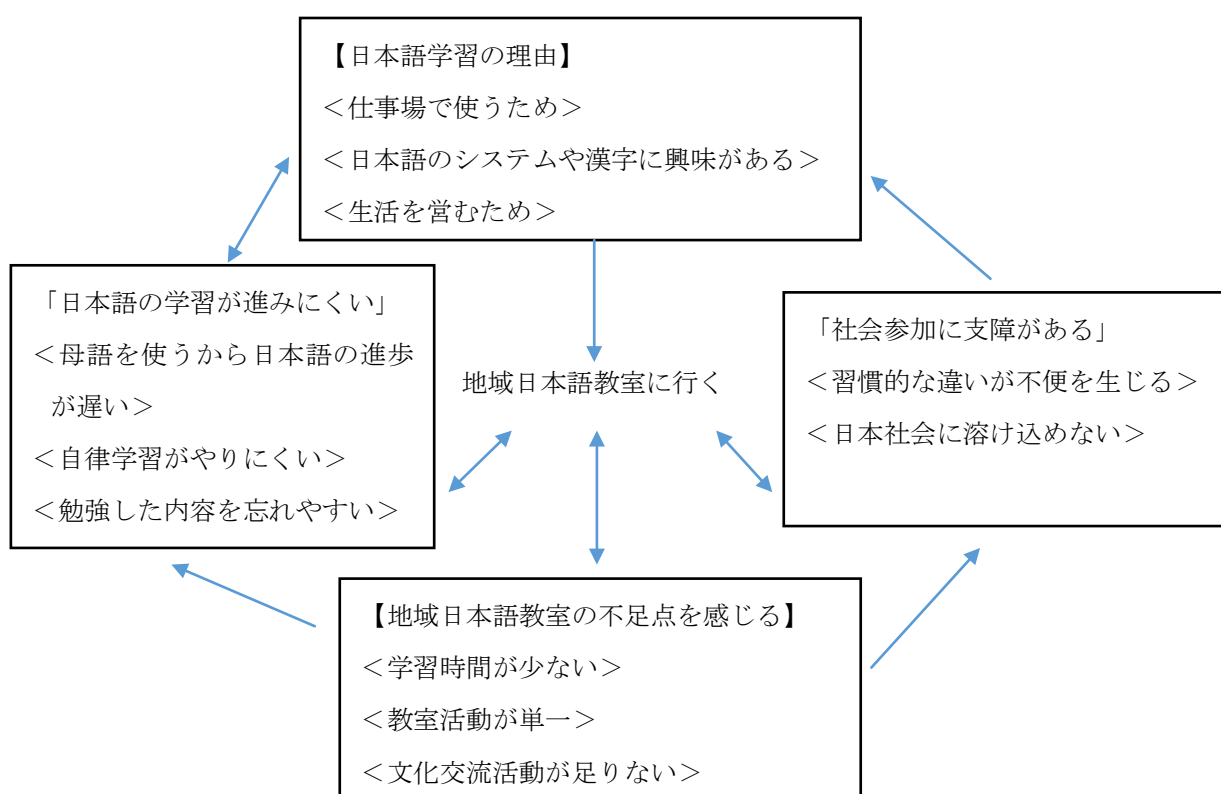 【日本語学習の理由】
＜仕事場で使うため＞
＜日本語のシステムや漢字に興味がある＞
＜生活を営むため＞
「日本語の学習が進みにくい」
＜母語を使うから日本語の進歩
が遅い＞
＜自律学習がやりにくい＞
＜勉強した内容を忘れやすい＞
地域日本語教室に行く
「社会参加に支障がある」
＜習慣的な違いが不便を生じる＞
＜日本社会に溶け込めない＞
【地域日本語教室の不足点を感じる】
＜学習時間が少ない＞
＜教室活動が単一＞
＜文化交流活動が足りない＞